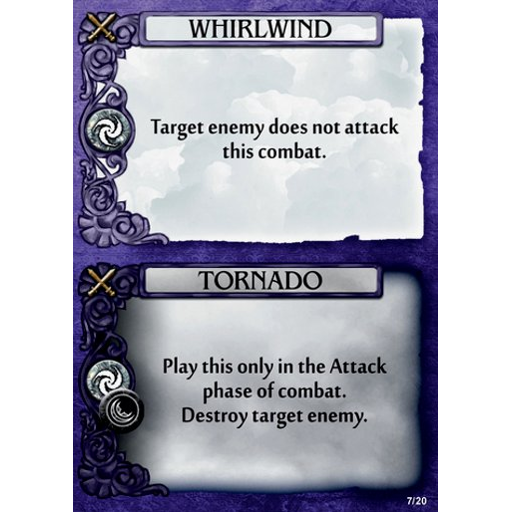 WHIRLWIND
Target enemy does not attack
this combat.
TORNADO
Play this only in the Attack
phase of combat.
Destroy target enemy.
7/20